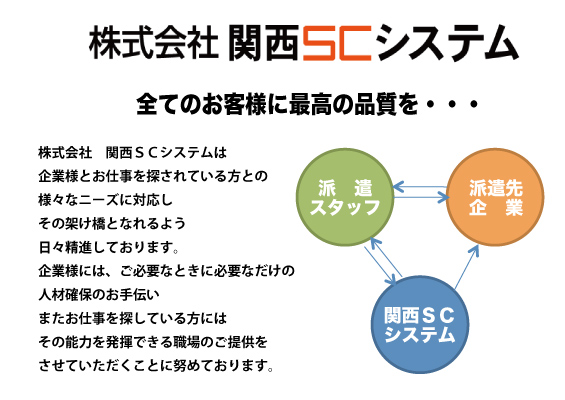 株式会社 関西SCシステム
全てのお客様に最高の品質を・・・
株式会社　関西ＳＣシステムは
企業様とお仕事を探されている方との
様々なニーズに対応し
その架け橋となれるよう
日々精進しております。
企業様には、ご必要なときに必要なだけの
人材確保のお手伝い
またお仕事を探している方には
その能力を発揮できる職場のご提供を
させていただくことに努めております。
派　遣
スタッフ
派遣先
企　業
関西ＳＣ
システム